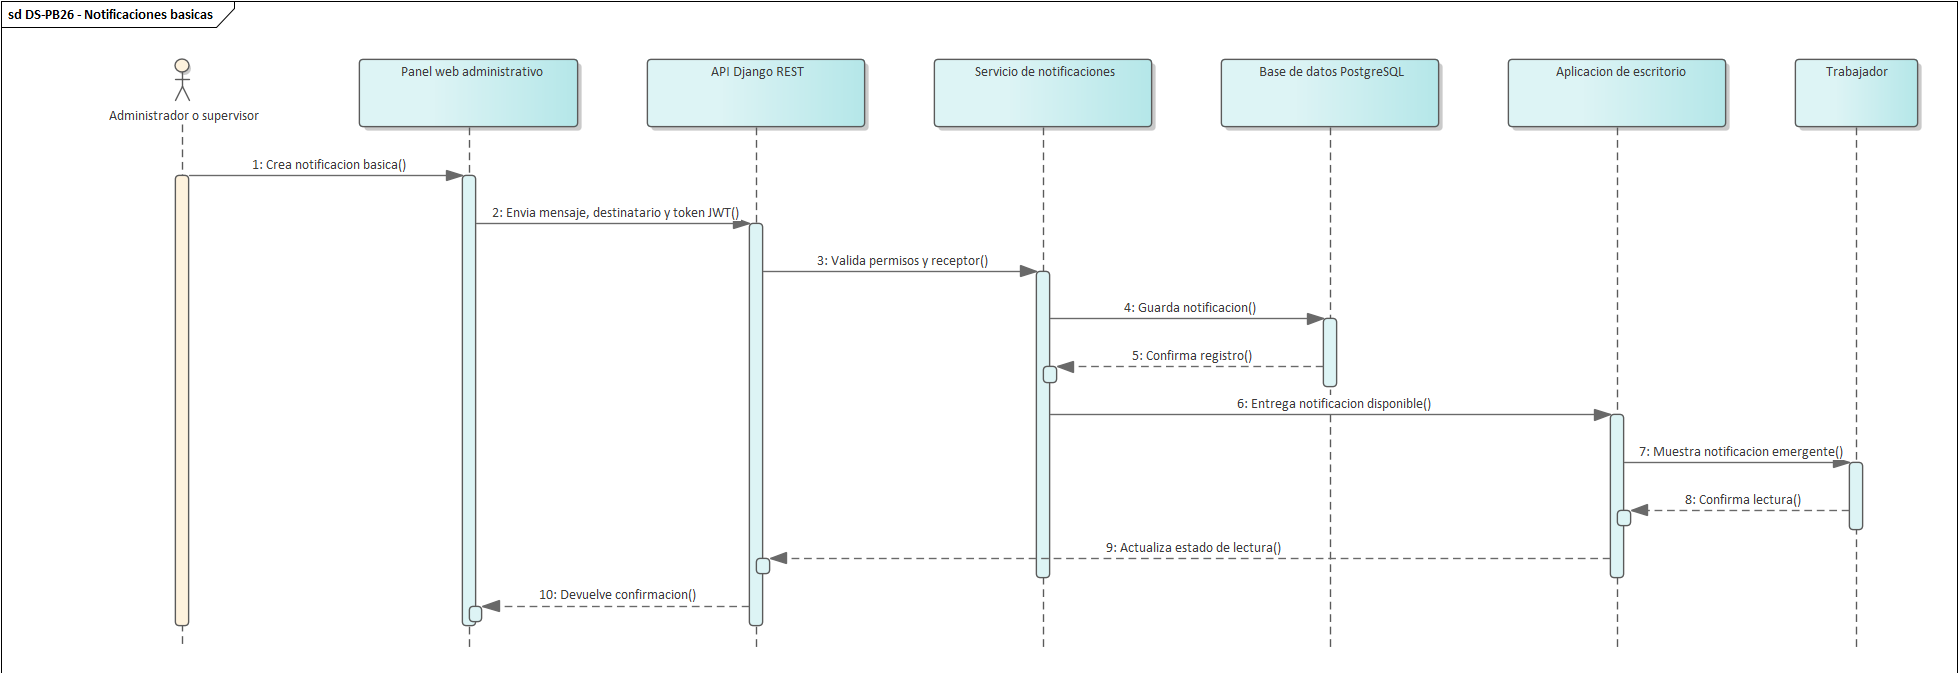 sd DS-PB26 - Notificaciones basicas
Administrador o supervisor
Panel web administrativo
API Django REST
Servicio de notificaciones
Base de datos PostgreSQL
Aplicacion de escritorio
Trabajador
1: Crea notificacion basica()
2: Envia mensaje, destinatario y token JWT()
3: Valida permisos y receptor()
4: Guarda notificacion()
5: Confirma registro()
6: Entrega notificacion disponible()
7: Muestra notificacion emergente()
8: Confirma lectura()
9: Actualiza estado de lectura()
10: Devuelve confirmacion()